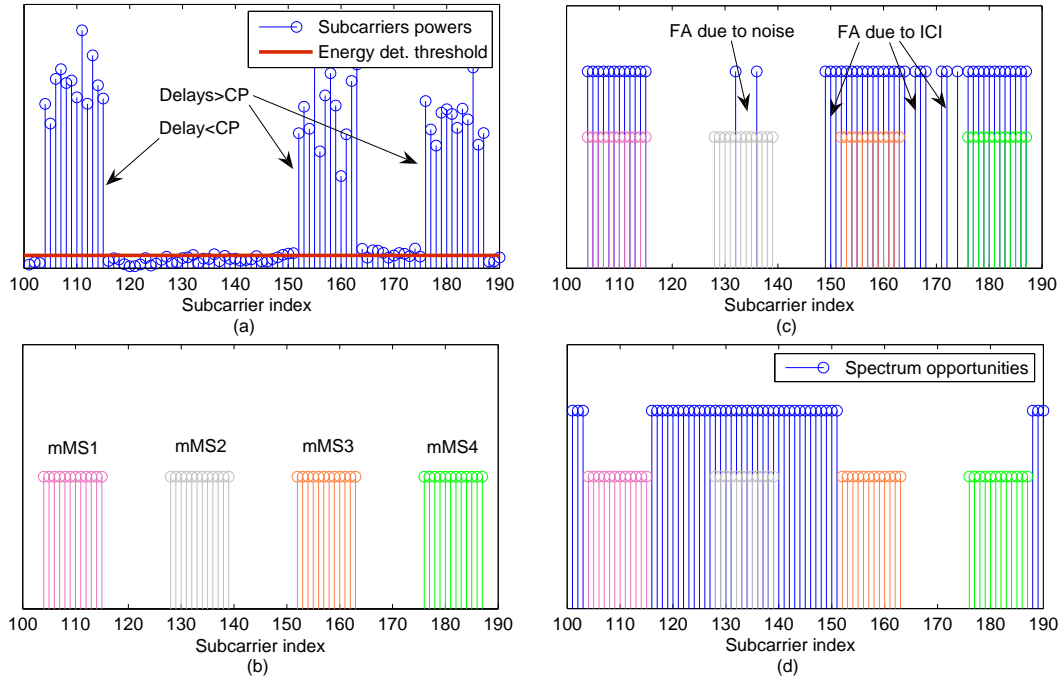 Subcarriers powers
Energy det. threshold
Delays>CP
Delay<CP
100 110 120 130 140 150 160 170 180 190
Subcarrier index
(a)
FA due to noise
FA due to ICI
100 110 120 130 140 150 160 170 180 190
Subcarrier index
(c)
mMS1
mMS2
mMS3
mMS4
100 110 120 130 140 150 160 170 180 190
Subcarrier index
(b)
Spectrum opportunities
100 110 120 130 140 150 160 170 180 190
Subcarrier index
(d)